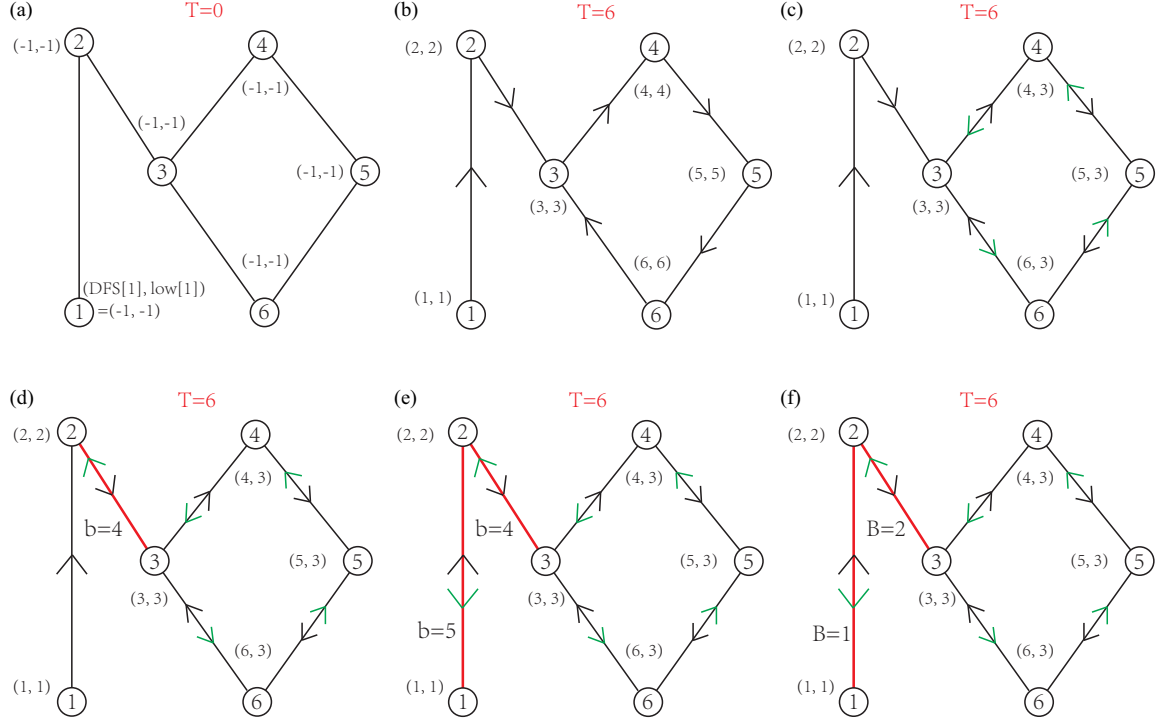 (a) T=0
(-1,-1) 2 4
(-1,-1)
(-1,-1)
3 (-1,-1) 5
(-1,-1)
(DFS[1], low[1])
1 =(-1, -1) 6
(b) T=6
(2, 2) 2 4
(4, 4)
3 (5, 5) 5
(3, 3)
(6, 6)
(1, 1) 1 6
(c) T=6
(2, 2) 2 4
(4, 3)
3 (5, 3) 5
(3, 3)
(6, 3)
(1, 1) 1 6
(d) T=6
(2, 2) 2 4
(4, 3)
b=4
3 (5, 3) 5
(3, 3)
(6, 3)
(1, 1) 1 6
(e) T=6
(2, 2) 2 4
(4, 3)
b=4
3 (5, 3) 5
(3, 3)
b=5 (6, 3)
(1, 1) 1 6
(f) T=6
(2, 2) 2 4
(4, 3)
B=2
3 (5, 3) 5
(3, 3)
B=1 (6, 3)
(1, 1) 1 6